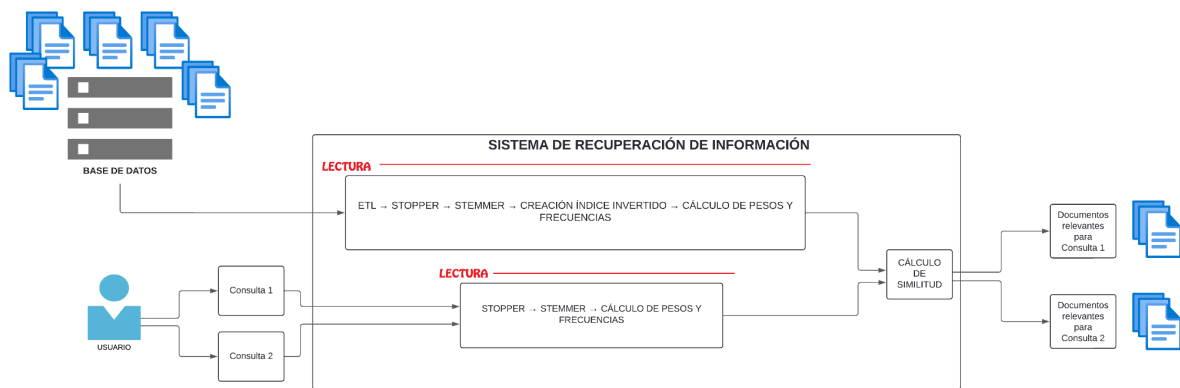 BASE DE DATOS
SISTEMA DE RECUPERACIÓN DE INFORMACIÓN
LECTURA
ETL → STOPPER → STEMMER → CREACIÓN ÍNDICE INVERTIDO → CÁLCULO DE PESOS Y
FRECUENCIAS
LECTURA
STOPPER → STEMMER → CÁLCULO DE PESOS Y
FRECUENCIAS
USUARIO
Consulta 1
Consulta 2
CÁLCULO
DE
SIMILITUD
Documentos
relevantes
para
Consulta 1
Documentos
relevantes
para
Consulta 2